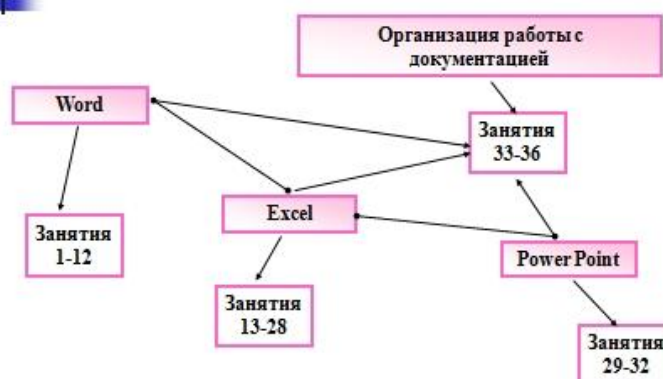 Организация работы с
документацией
Word
Занятия
33-36
Excel
Занятия
1-12
Power Point
Занятия
13-28
Занятия
29-32